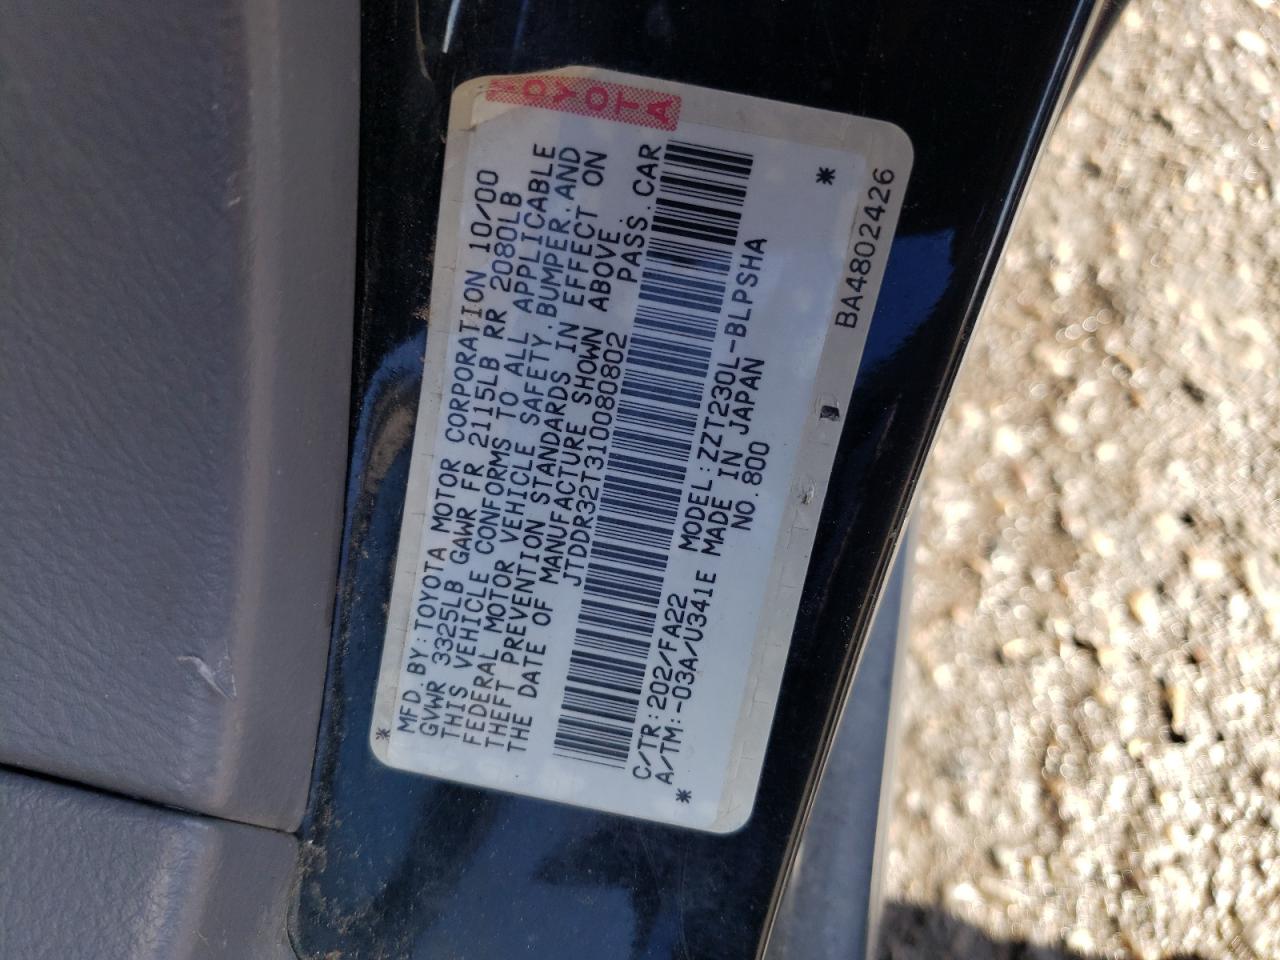 TOYOTA
MFD. BY:TOYOTA MOTOR CORPORATION 10/00
GVWR 3325LB GAWR FR 2115LB RR 2080LB
THIS VEHICLE CONFORMS TO ALL APPLICABLE
FEDERAL MOTOR VEHICLE SAFETY,BUMPER,AND
THEFT PREVENTION STANDARDS IN EFFECT ON
THE DATE OF MANUFACTURE SHOWN ABOVE
JTDDR32T310080802 PASS. CAR
C/TR:202/FA22 MODEL:ZZT230L-BLPSHA
A/TM:-03A/U341E MADE IN JAPAN
NO.800
BA4802426